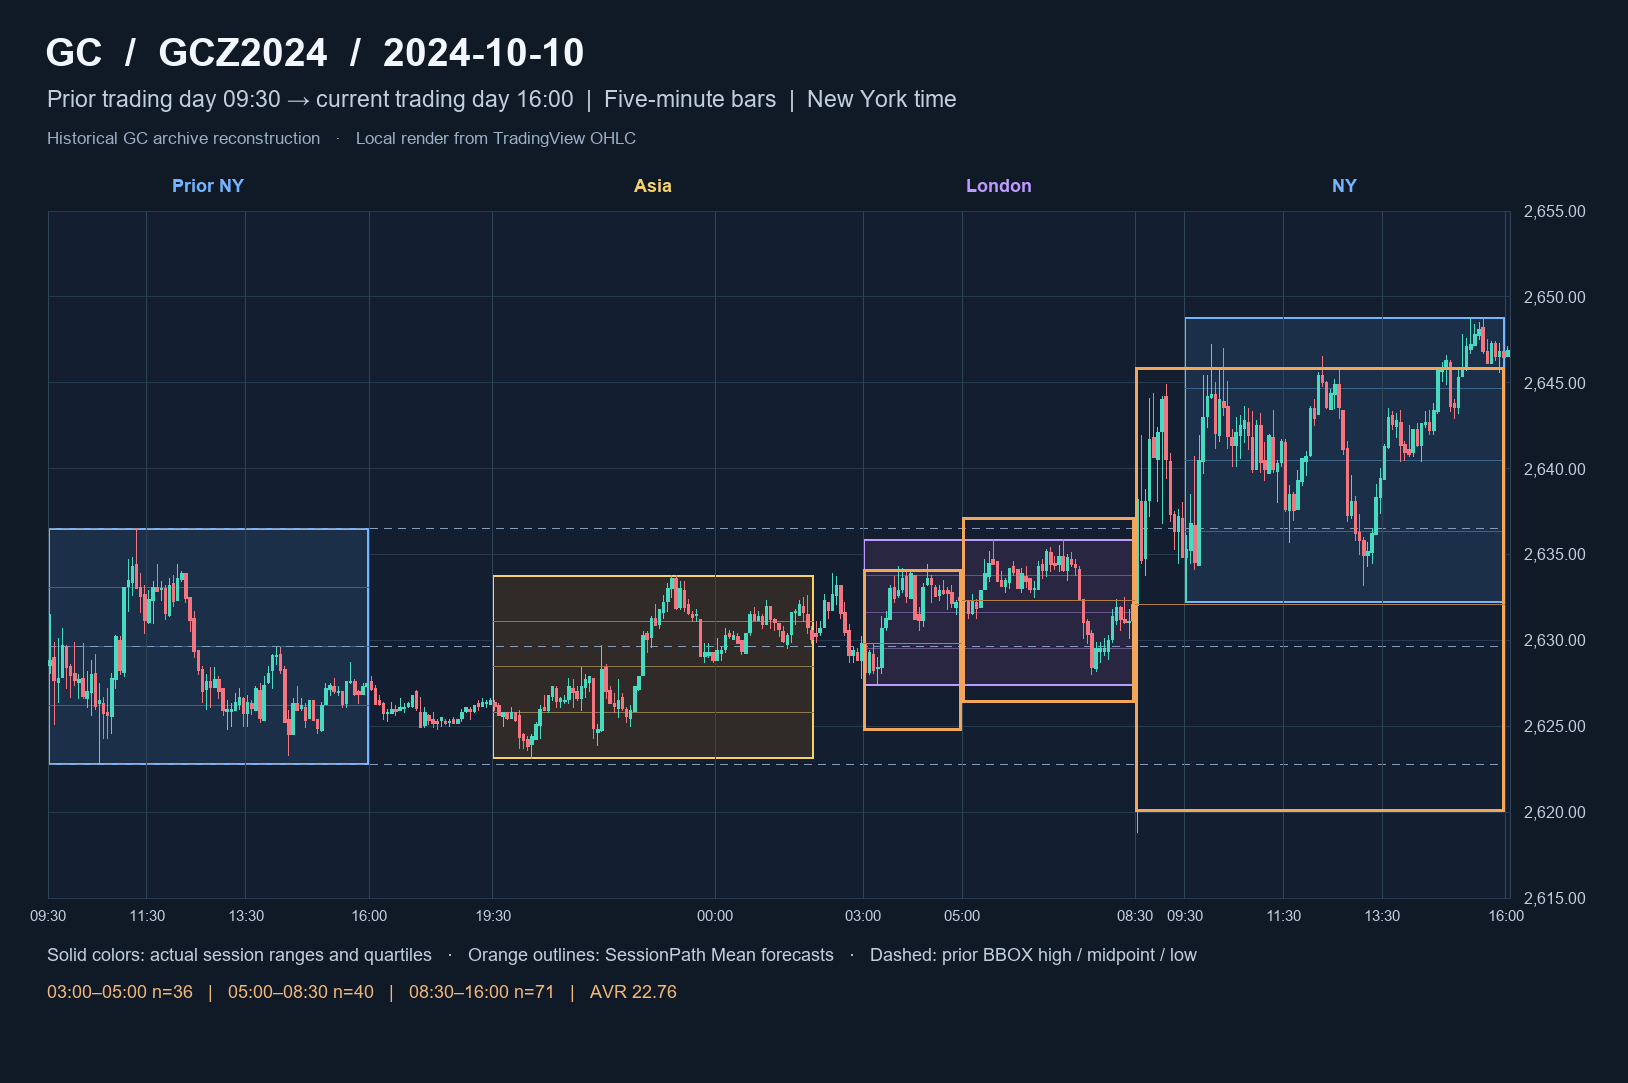 GC / GCZ2024 / 2024-10-10
Prior trading day 09:30 → current trading day 16:00 | Five-minute bars | New York time
Historical GC archive reconstruction · Local render from TradingView OHLC
Prior NY Asia London NY
2,655.00
2,650.00
2,645.00
2,640.00
2,635.00
2,630.00
2,625.00
2,620.00
2,615.00
09:30 11:30 13:30 16:00 19:30 00:00 03:00 05:00 08:30 09:30 11:30 13:30 16:00
Solid colors: actual session ranges and quartiles · Orange outlines: SessionPath Mean forecasts · Dashed: prior BBOX high / midpoint / low
03:00–05:00 n=36 | 05:00–08:30 n=40 | 08:30–16:00 n=71 | AVR 22.76